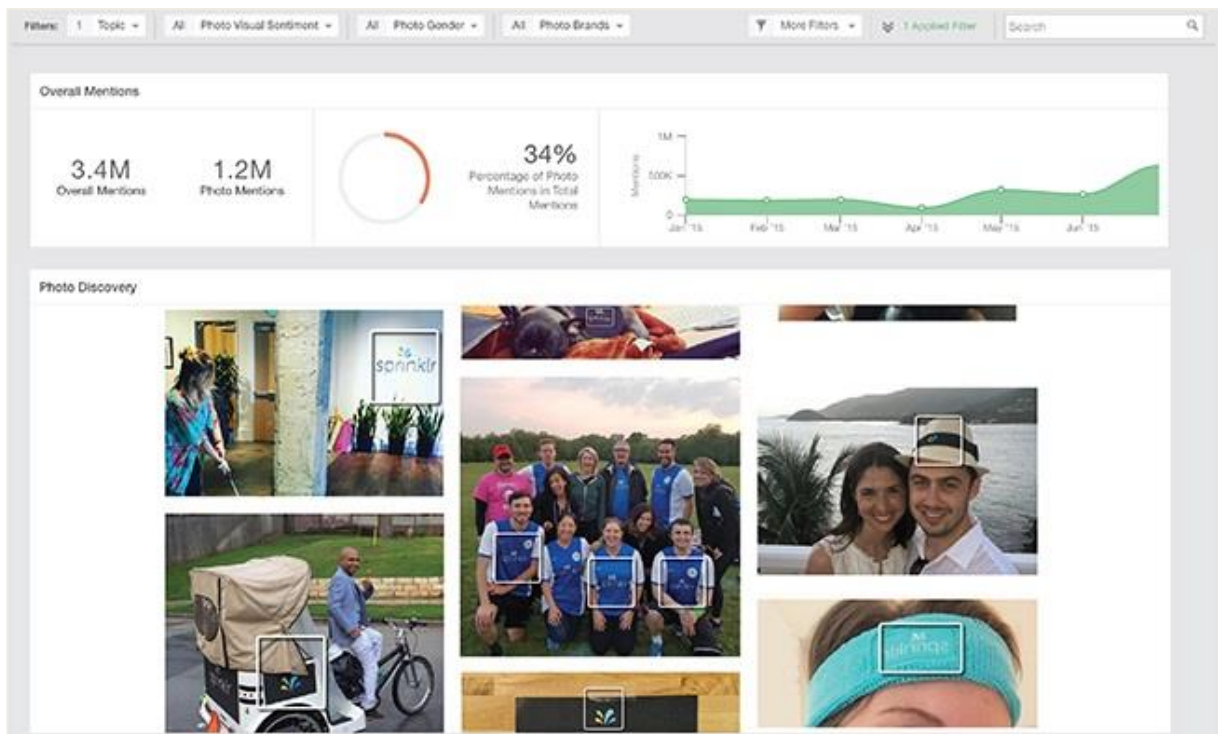 Filters: 1 Topic All Photo Visual Sentiment All Photo Gender All Photo Brands More Filters 1 Applied Filter Search
Overall Mentions
3.4M
Overall Mentions
1.2M
Photo Mentions
34%
Percentage of Photo
Mentions in Total
Mentions
Mentions
1M
500K
0
Jan '15 Feb '15 Mar '15 Apr '15 May '15 Jun '15
Photo Discovery
sprinklr
sprinklr